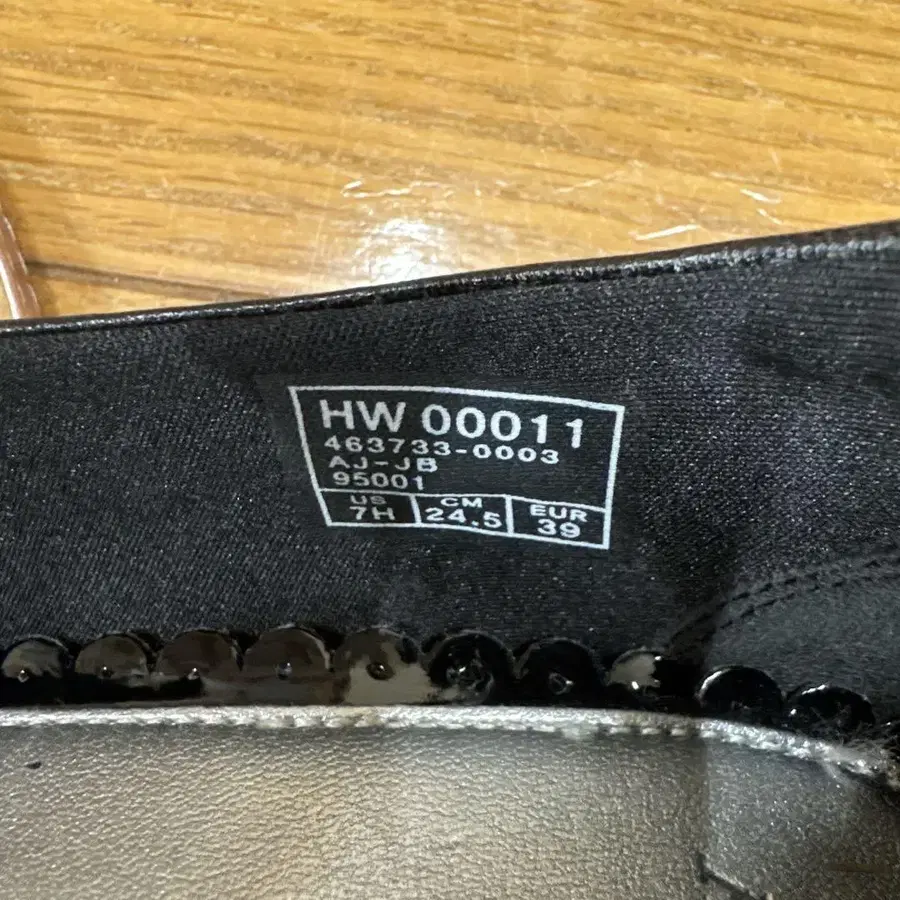 HW 00011
463733-0003
AJ-JB
95001
US CM EUR
7H 24.5 39